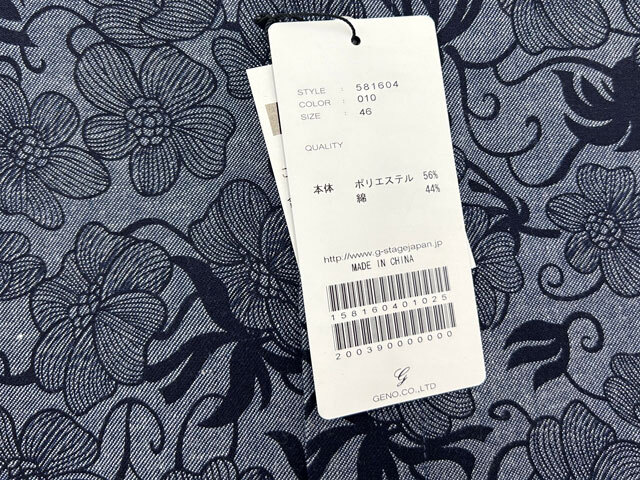 STYLE : 581604
COLOR : 010
SIZE : 46
QUALITY
本体 ポリエステル 56%
綿 44%
http://www.g-stagejapan.jp
MADE IN CHINA
158160401025
200390000000
G
GENO.CO.,LTD